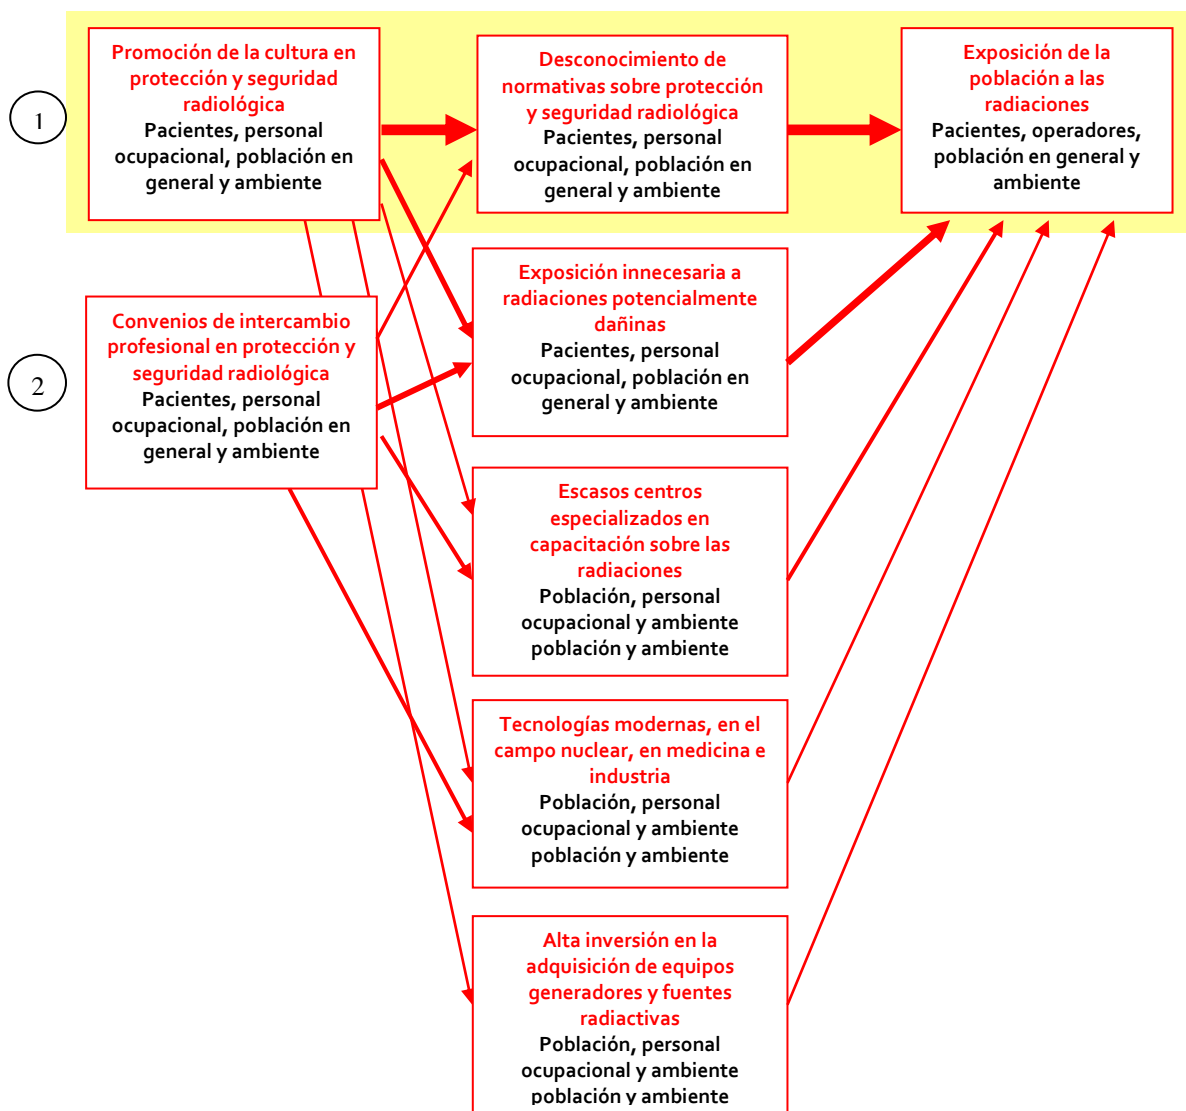 1
Promoción de la cultura en
protección y seguridad
radiológica
Pacientes, personal
ocupacional, población en
general y ambiente
Desconocimiento de
normativas sobre protección
y seguridad radiológica
Pacientes, personal
ocupacional, población en
general y ambiente
Exposición de la
población a las
radiaciones
Pacientes, operadores,
población en general y
ambiente
2
Convenios de intercambio
profesional en protección y
seguridad radiológica
Pacientes, personal
ocupacional, población en
general y ambiente
Exposición innecesaria a
radiaciones potencialmente
dañinas
Pacientes, personal
ocupacional, población en
general y ambiente
Escasos centros
especializados en
capacitación sobre las
radiaciones
Población, personal
ocupacional y ambiente
población y ambiente
Tecnologías modernas, en el
campo nuclear, en medicina e
industria
Población, personal
ocupacional y ambiente
población y ambiente
Alta inversión en la
adquisición de equipos
generadores y fuentes
radiactivas
Población, personal
ocupacional y ambiente
población y ambiente